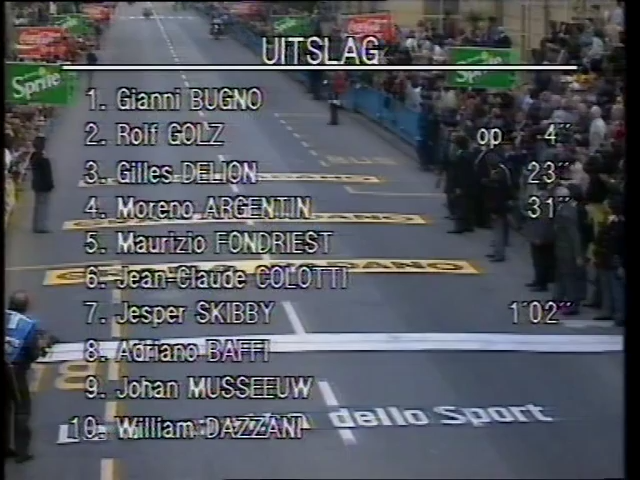 UITSLAG
Sprite
Sprite
1. Gianni BUGNO
2. Rolf GOLZ op 4"
3. Gilles DELION 23"
4. Moreno ARGENTIN 31"
5. Maurizio FONDRIEST
6. Jean-Claude COLOTTI
7. Jesper SKIBBY 1'02"
8. Adriano BAFFI
9. Johan MUSSEEUW
10. William DAZZANI
dello Sport